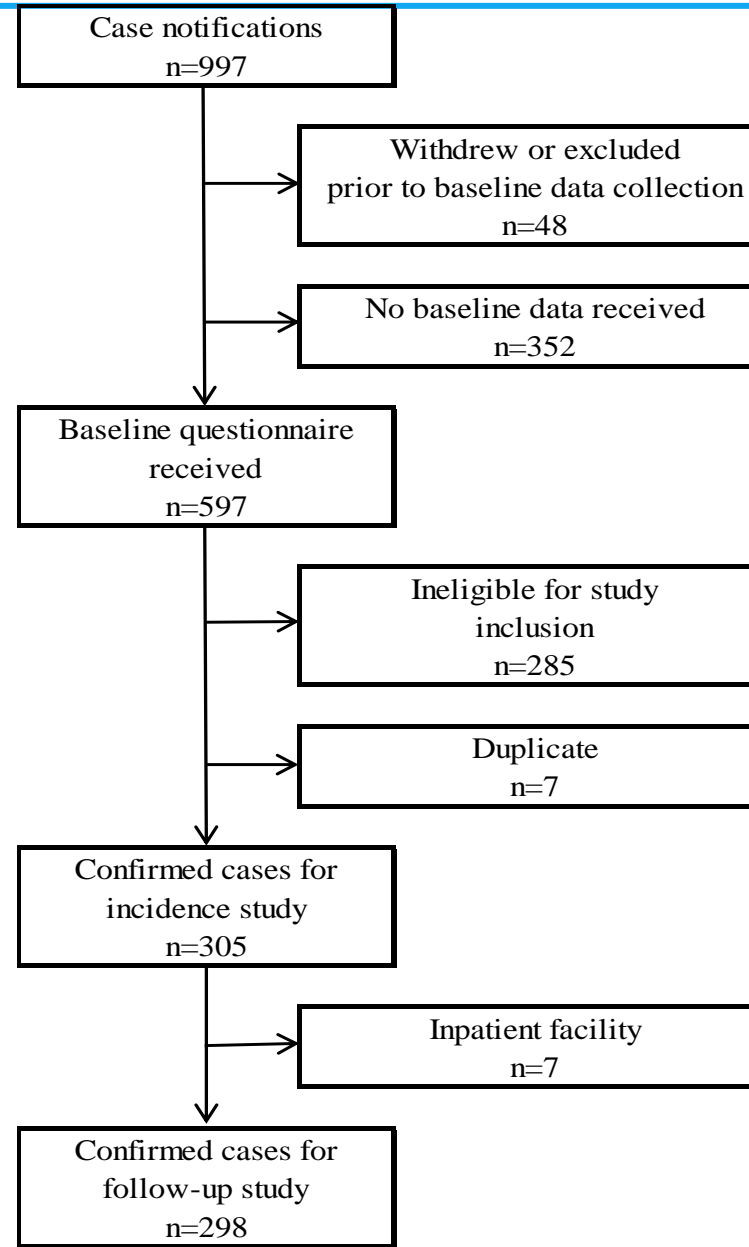 Case notifications
n=997
Withdrew or excluded
prior to baseline data collection
n=48
No baseline data received
n=352
Baseline questionnaire
received
n=597
Ineligible for study
inclusion
n=285
Duplicate
n=7
Confirmed cases for
incidence study
n=305
Inpatient facility
n=7
Confirmed cases for
follow-up study
n=298